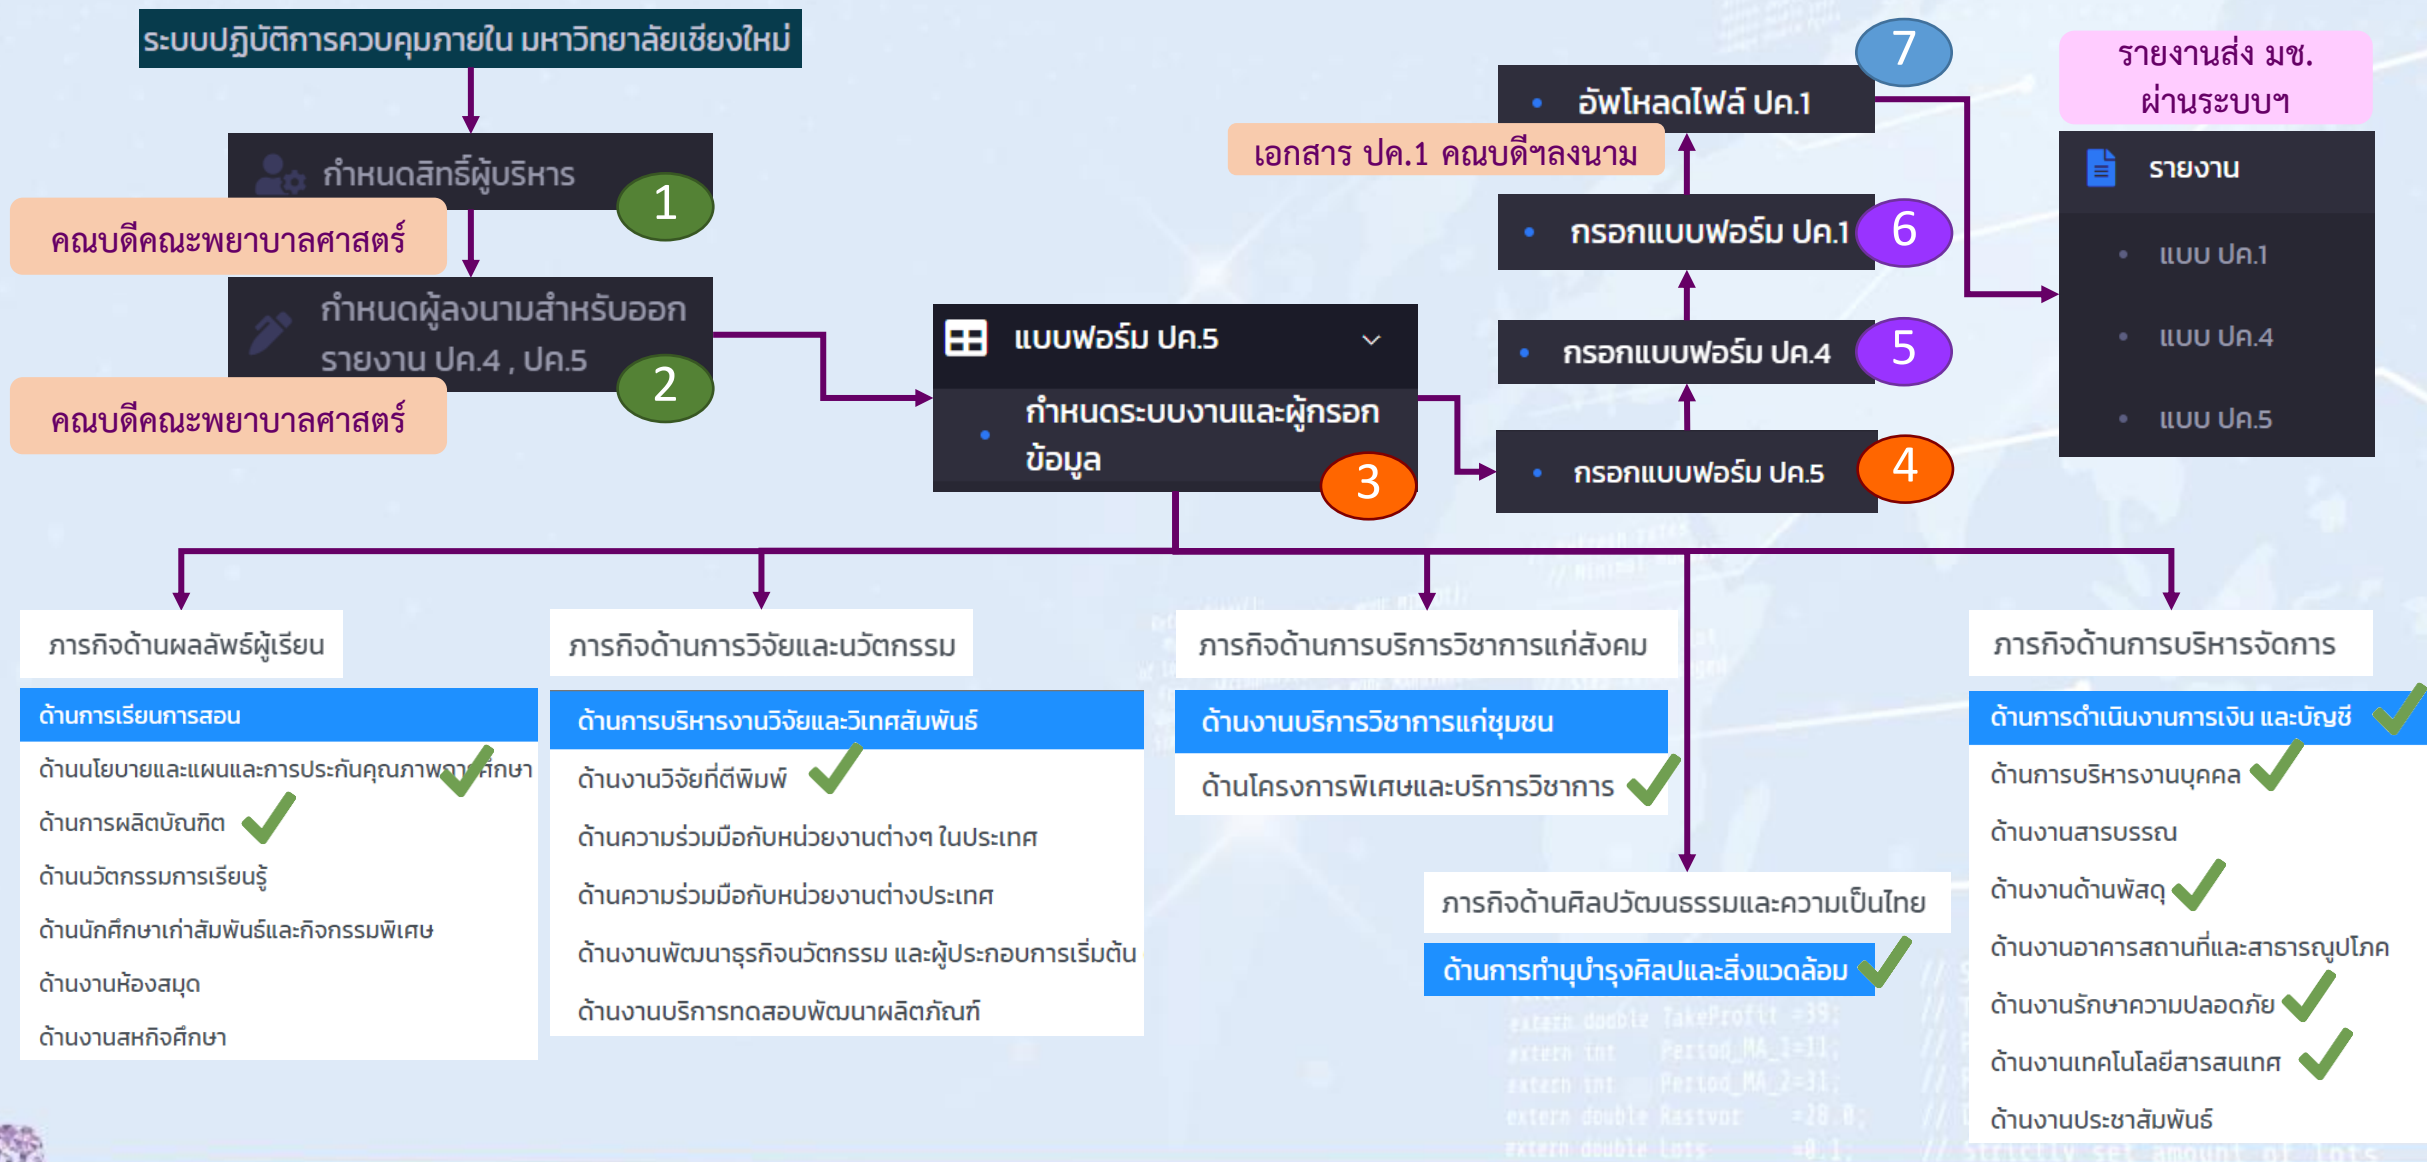 ระบบปฏิบัติการควบคุมภายใน มหาวิทยาลัยเชียงใหม่
กำหนดสิทธิ์ผู้บริหาร
1
คณบดีคณะพยาบาลศาสตร์
กำหนดผู้ลงนามสำหรับออก
รายงาน ปค.4 , ปค.5
2
คณบดีคณะพยาบาลศาสตร์
แบบฟอร์ม ปค.5
กำหนดระบบงานและผู้กรอก
ข้อมูล
3
กรอกแบบฟอร์ม ปค.5
4
กรอกแบบฟอร์ม ปค.4
5
กรอกแบบฟอร์ม ปค.1
6
เอกสาร ปค.1 คณบดีฯลงนาม
อัพโหลดไฟล์ ปค.1
7
รายงานส่ง มช.
ผ่านระบบฯ
รายงาน
แบบ ปค.1
แบบ ปค.4
แบบ ปค.5
ภารกิจด้านผลลัพธ์ผู้เรียน
ด้านการเรียนการสอน
ด้านนโยบายและแผนและการประกันคุณภาพการศึกษา
ด้านการผลิตบัณฑิต
ด้านนวัตกรรมการเรียนรู้
ด้านนักศึกษาเก่าสัมพันธ์และกิจกรรมพิเศษ
ด้านงานห้องสมุด
ด้านงานสหกิจศึกษา
ภารกิจด้านการวิจัยและนวัตกรรม
ด้านการบริหารงานวิจัยและวิเทศสัมพันธ์
ด้านงานวิจัยที่ตีพิมพ์
ด้านความร่วมมือกับหน่วยงานต่างๆ ในประเทศ
ด้านความร่วมมือกับหน่วยงานต่างประเทศ
ด้านงานพัฒนาธุรกิจนวัตกรรม และผู้ประกอบการเริ่มต้น
ด้านงานบริการทดสอบพัฒนาผลิตภัณฑ์
ภารกิจด้านการบริการวิชาการแก่สังคม
ด้านงานบริการวิชาการแก่ชุมชน
ด้านโครงการพิเศษและบริการวิชาการ
ภารกิจด้านศิลปวัฒนธรรมและความเป็นไทย
ด้านการทำนุบำรุงศิลปและสิ่งแวดล้อม
ภารกิจด้านการบริหารจัดการ
ด้านการดำเนินงานการเงิน และบัญชี
ด้านการบริหารงานบุคคล
ด้านงานสารบรรณ
ด้านงานด้านพัสดุ
ด้านงานอาคารสถานที่และสาธารณูปโภค
ด้านงานรักษาความปลอดภัย
ด้านงานเทคโนโลยีสารสนเทศ
ด้านงานประชาสัมพันธ์
extern double TakeProfit =39;
extern int Period_MA_1=11;
extern int Period_MA_2=31;
extern double Lots =0.1; // Strictly set amount of lots